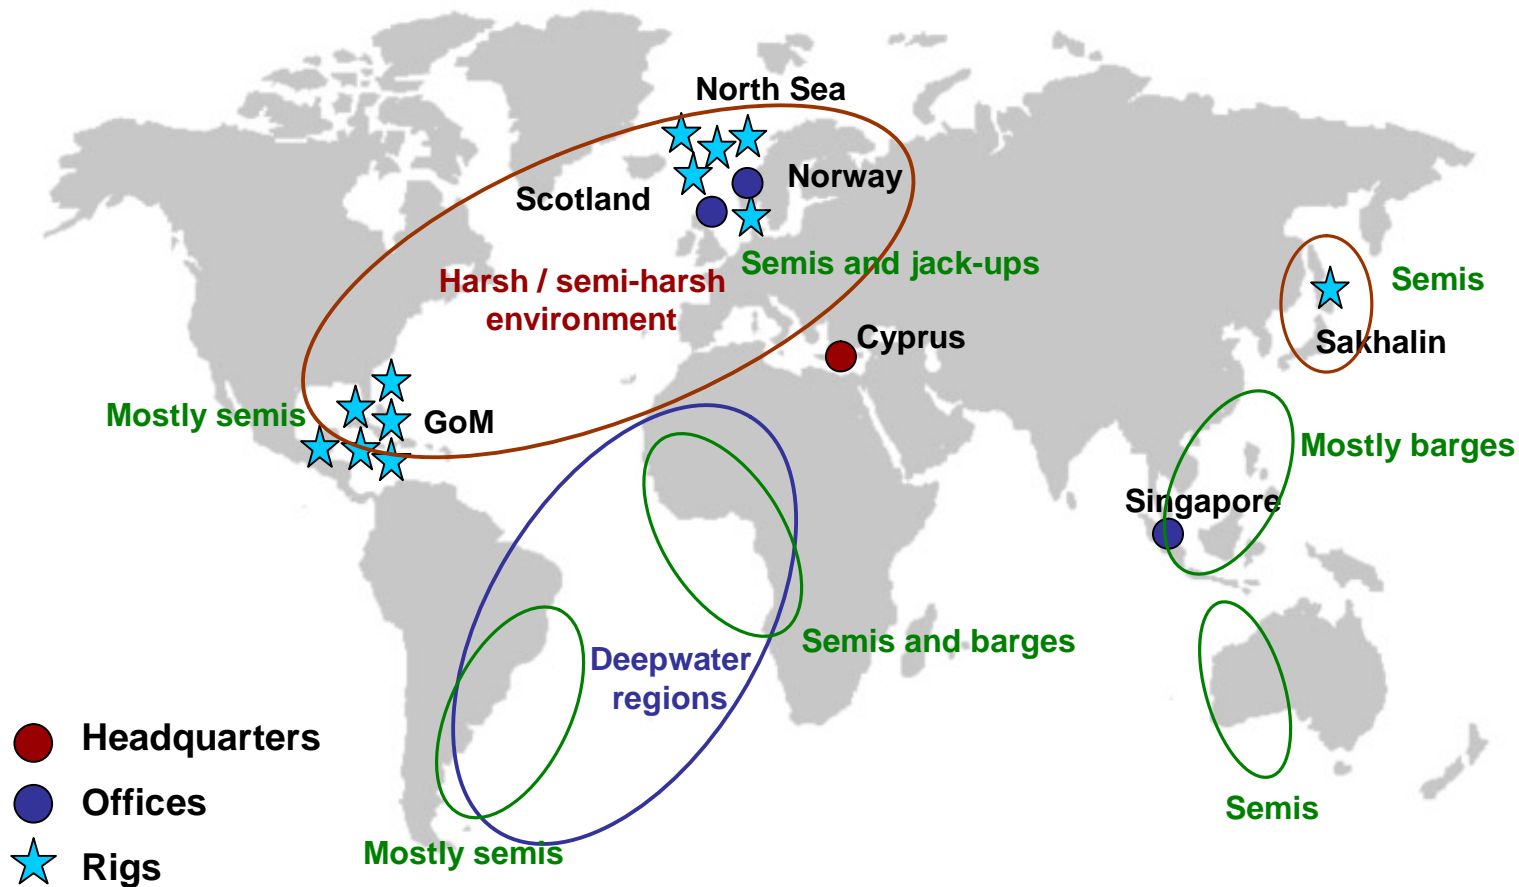 North Sea
Norway
Scotland
Semis and jack-ups
Harsh / semi-harsh
environment
Semis
Cyprus
Sakhalin
Mostly semis
GoM
Mostly barges
Singapore
Semis and barges
Deepwater
regions
Headquarters
Offices
Semis
Mostly semis
Rigs